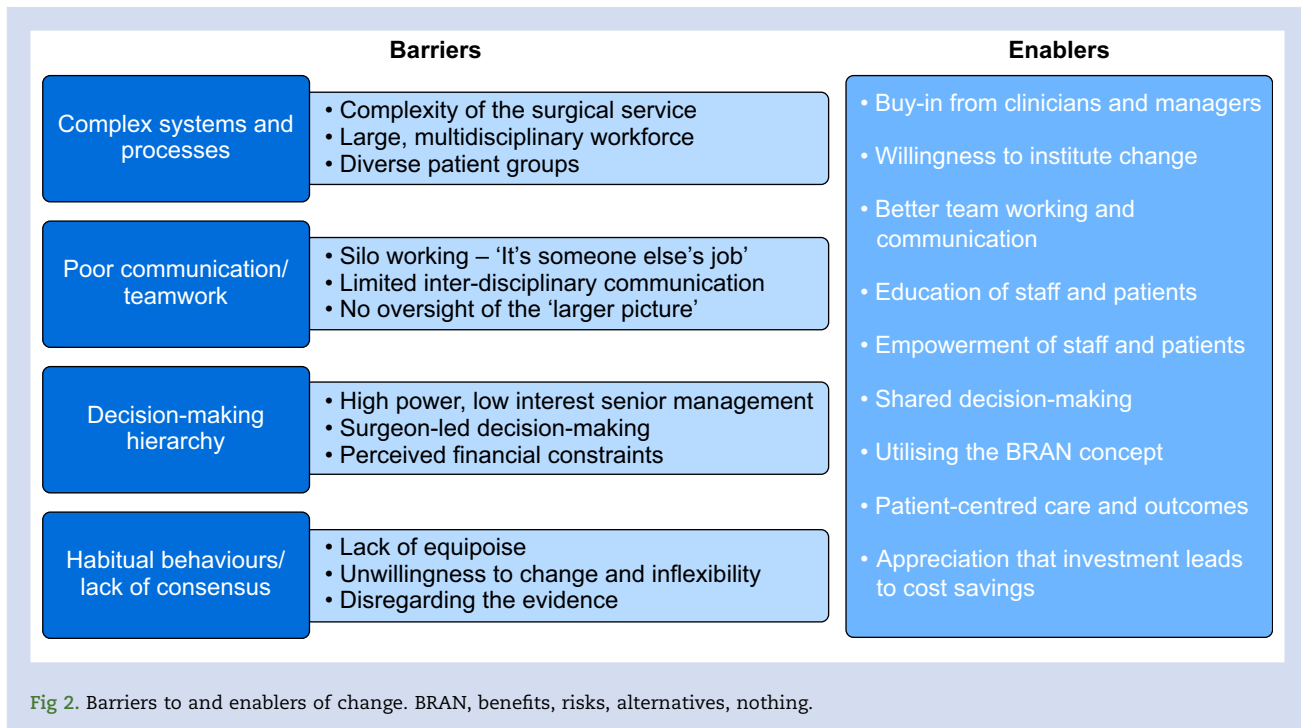 Barriers
Enablers
Complex systems and
processes
• Complexity of the surgical service
• Large, multidisciplinary workforce
• Diverse patient groups
Poor communication/
teamwork
• Silo working – ‘It’s someone else’s job’
• Limited inter-disciplinary communication
• No oversight of the ‘larger picture’
Decision-making
hierarchy
• High power, low interest senior management
• Surgeon-led decision-making
• Perceived financial constraints
Habitual behaviours/
lack of consensus
• Lack of equipoise
• Unwillingness to change and inflexibility
• Disregarding the evidence
• Buy-in from clinicians and managers
• Willingness to institute change
• Better team working and
communication
• Education of staff and patients
• Empowerment of staff and patients
• Shared decision-making
• Utilising the BRAN concept
• Patient-centred care and outcomes
• Appreciation that investment leads
to cost savings
Fig 2. Barriers to and enablers of change. BRAN, benefits, risks, alternatives, nothing.